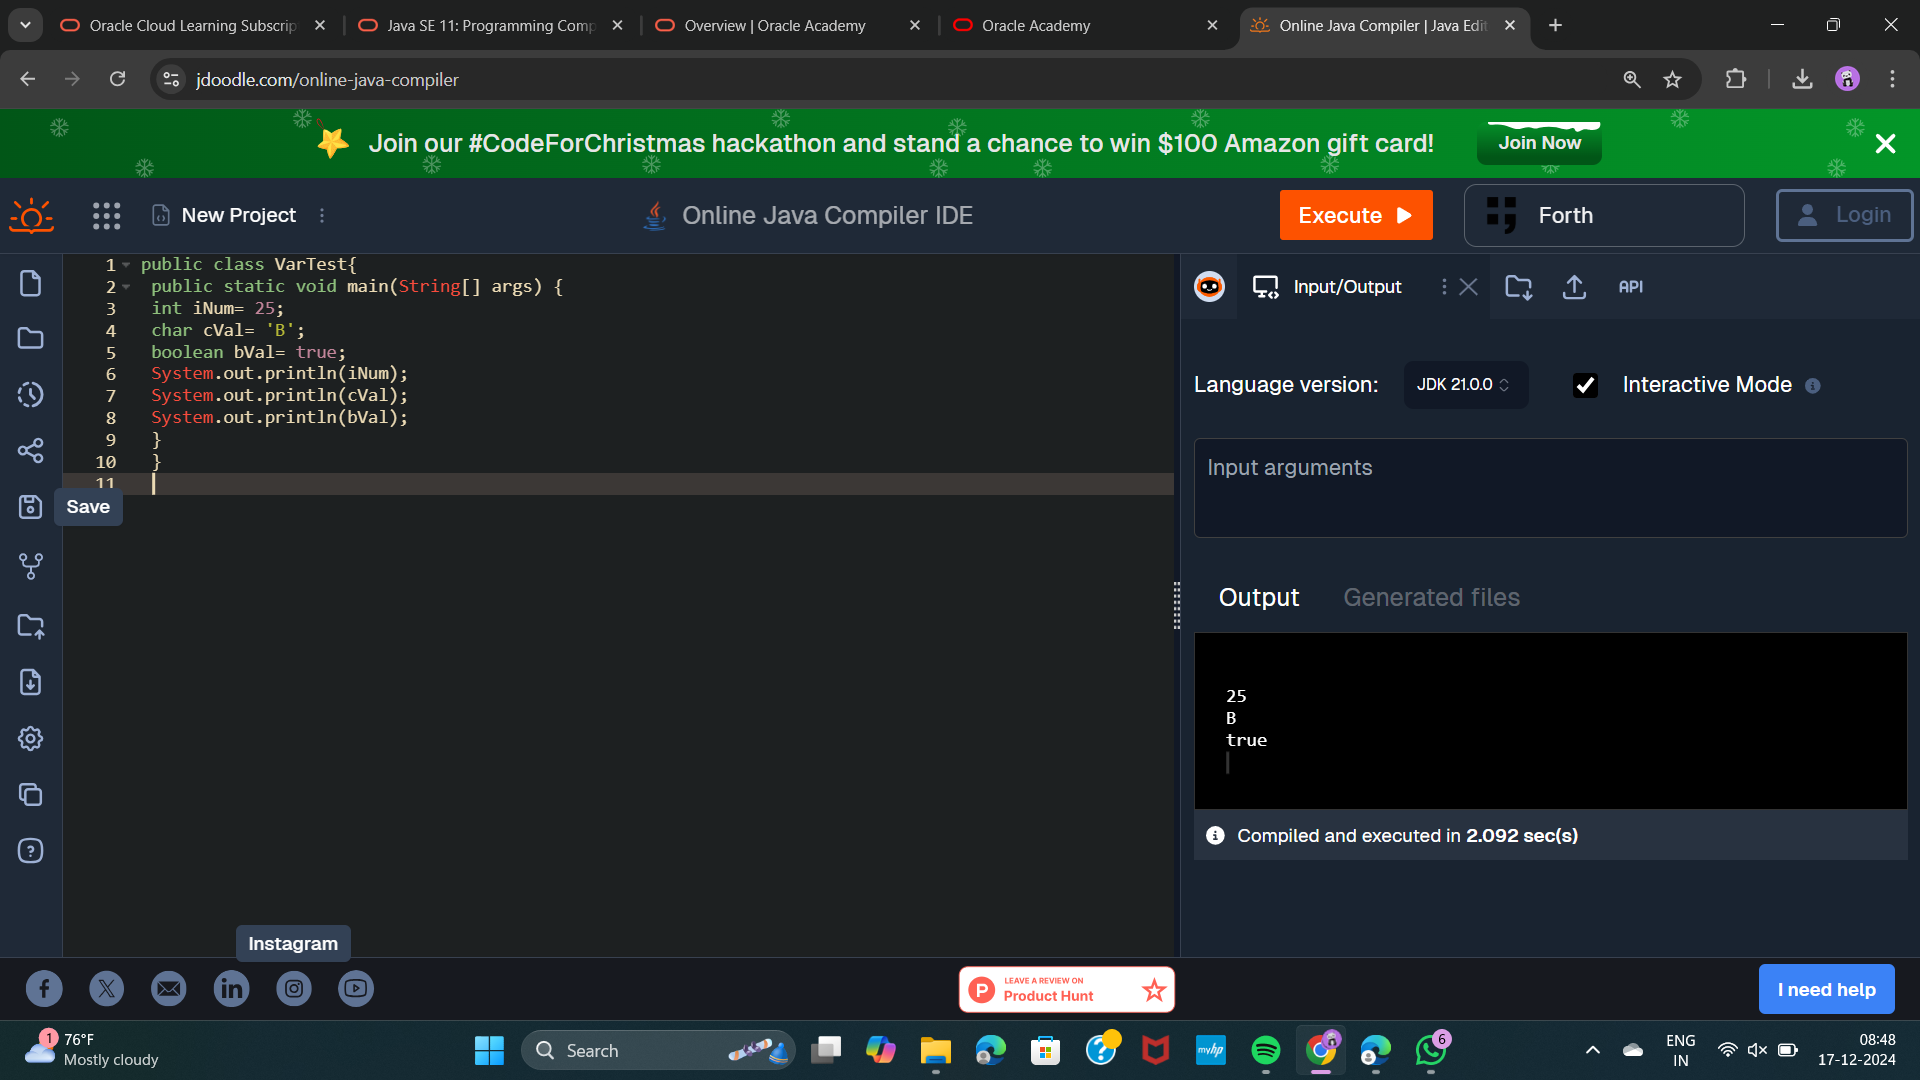 Oracle Cloud Learning Subscrip
Java SE 11: Programming Comp
Overview | Oracle Academy
Oracle Academy
Online Java Compiler | Java Edit
jdoodle.com/online-java-compiler
Join our #CodeForChristmas hackathon and stand a chance to win $100 Amazon gift card!
Join Now
New Project
Online Java Compiler IDE
Execute
Forth
Login
1 public class VarTest{
2 public static void main(String[] args) {
3 int iNum= 25;
4 char cVal= 'B';
5 boolean bVal= true;
6 System.out.println(iNum);
7 System.out.println(cVal);
8 System.out.println(bVal);
9 }
10 }
11
Save
Input/Output
API
Language version:
JDK 21.0.0
Interactive Mode
Input arguments
Output
Generated files
25
B
true
Compiled and executed in 2.092 sec(s)
Instagram
LEAVE A REVIEW ON
P
Product Hunt
I need help
1
76°F
Mostly cloudy
Search
myhp
6
ENG
IN
08:48
17-12-2024